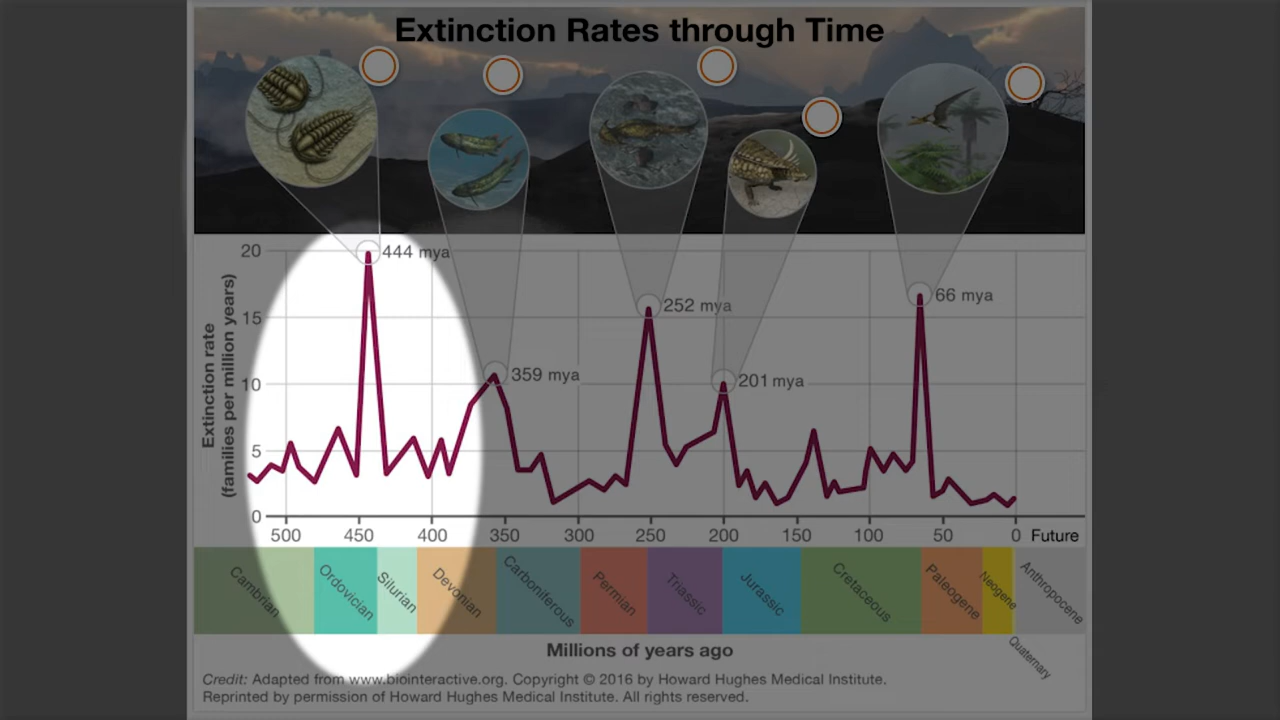 Extinction Rates through Time
444 mya
359 mya
252 mya
201 mya
66 mya
Extinction rate
(families per million years)
20
15
10
5
0
500 450 400 350 300 250 200 150 100 50 0 Future
Cambrian Ordovician Silurian Devonian Carboniferous Permian Triassic Jurassic Cretaceous Paleogene Neogene Quaternary Anthropocene
Millions of years ago
Credit: Adapted from www.biointeractive.org. Copyright © 2016 by Howard Hughes Medical Institute.
Reprinted by permission of Howard Hughes Medical Institute. All rights reserved.